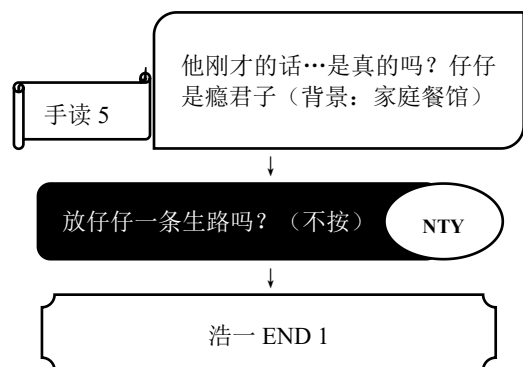 他刚才的话…是真的吗？仔仔
是瘾君子（背景：家庭餐馆）
手读 5
↓
放仔仔一条生路吗？（不按）
NTY
↓
浩一 END 1